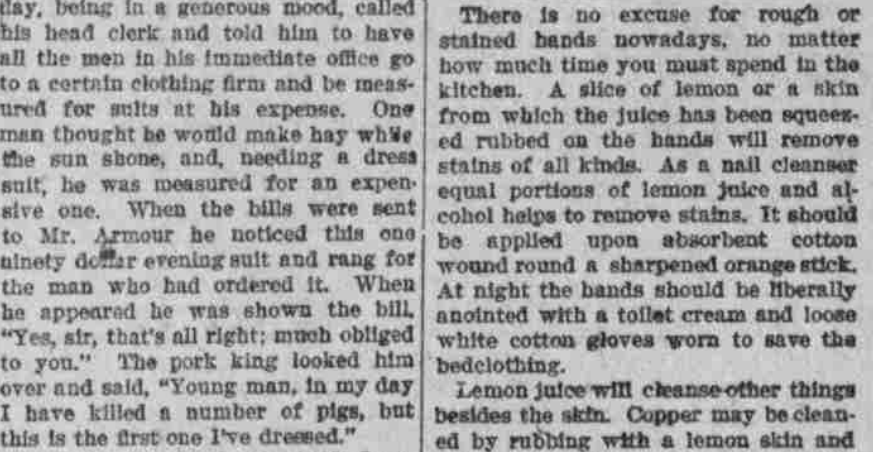 day, being in a generous mood, called
his head clerk and told him to have
all the men in his immediate office go
to a certain clothing firm and be meas-
ured for suits at his expense. One
man thought he would make hay while
the sun shone, and, needing a dress
suit, he was measured for an expen-
sive one. When the bills were sent
to Mr. Armour he noticed this one
ninety dollar evening suit and rang for
the man who had ordered it. When
he appeared he was shown the bill.
"Yes, sir, that's all right; much obliged
to you." The pork king looked him
over and said, "Young man, in my day
I have killed a number of pigs, but
this is the first one I've dressed."
There is no excuse for rough or
stained hands nowadays, no matter
how much time you must spend in the
kitchen. A slice of lemon or a skin
from which the juice has been squeez-
ed rubbed on the hands will remove
stains of all kinds. As a nail cleanser
equal portions of lemon juice and al-
cohol helps to remove stains. It should
be applied upon absorbent cotton
wound round a sharpened orange stick.
At night the hands should be liberally
anointed with a toilet cream and loose
white cotton gloves worn to save the
bedclothing.
Lemon juice will cleanse other things
besides the skin. Copper may be clean-
ed by rubbing with a lemon skin and